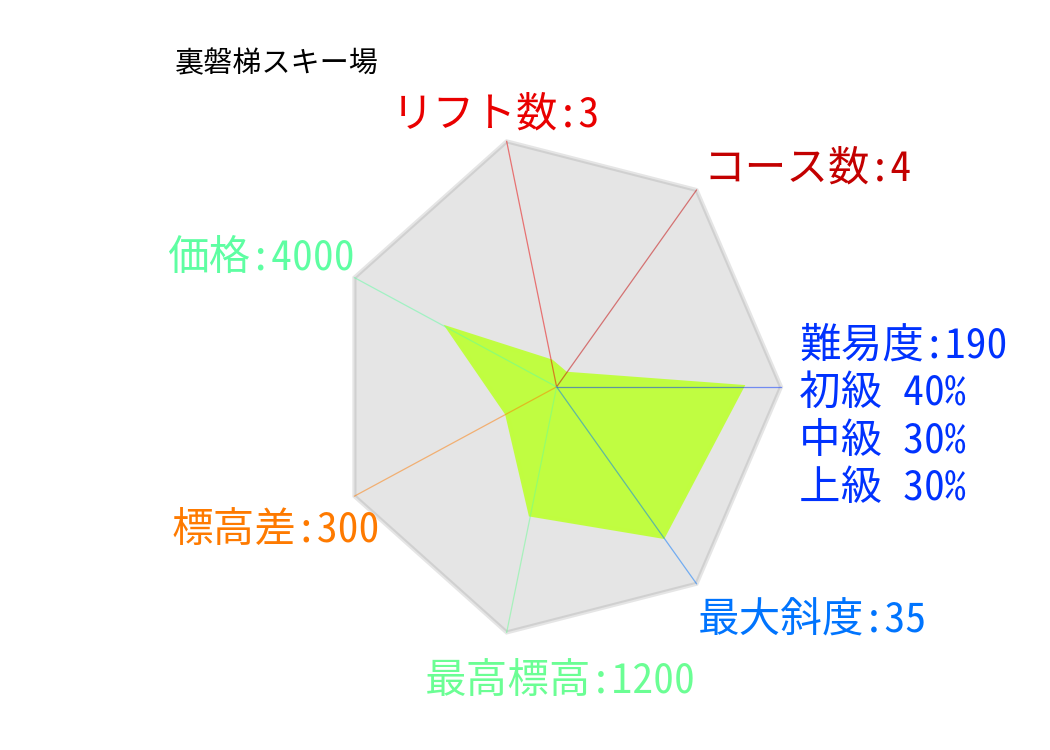 裏磐梯スキー場
リフト数:3
コース数:4
価格:4000
難易度:190
初級 40%
中級 30%
上級 30%
標高差:300
最大斜度:35
最高標高:1200